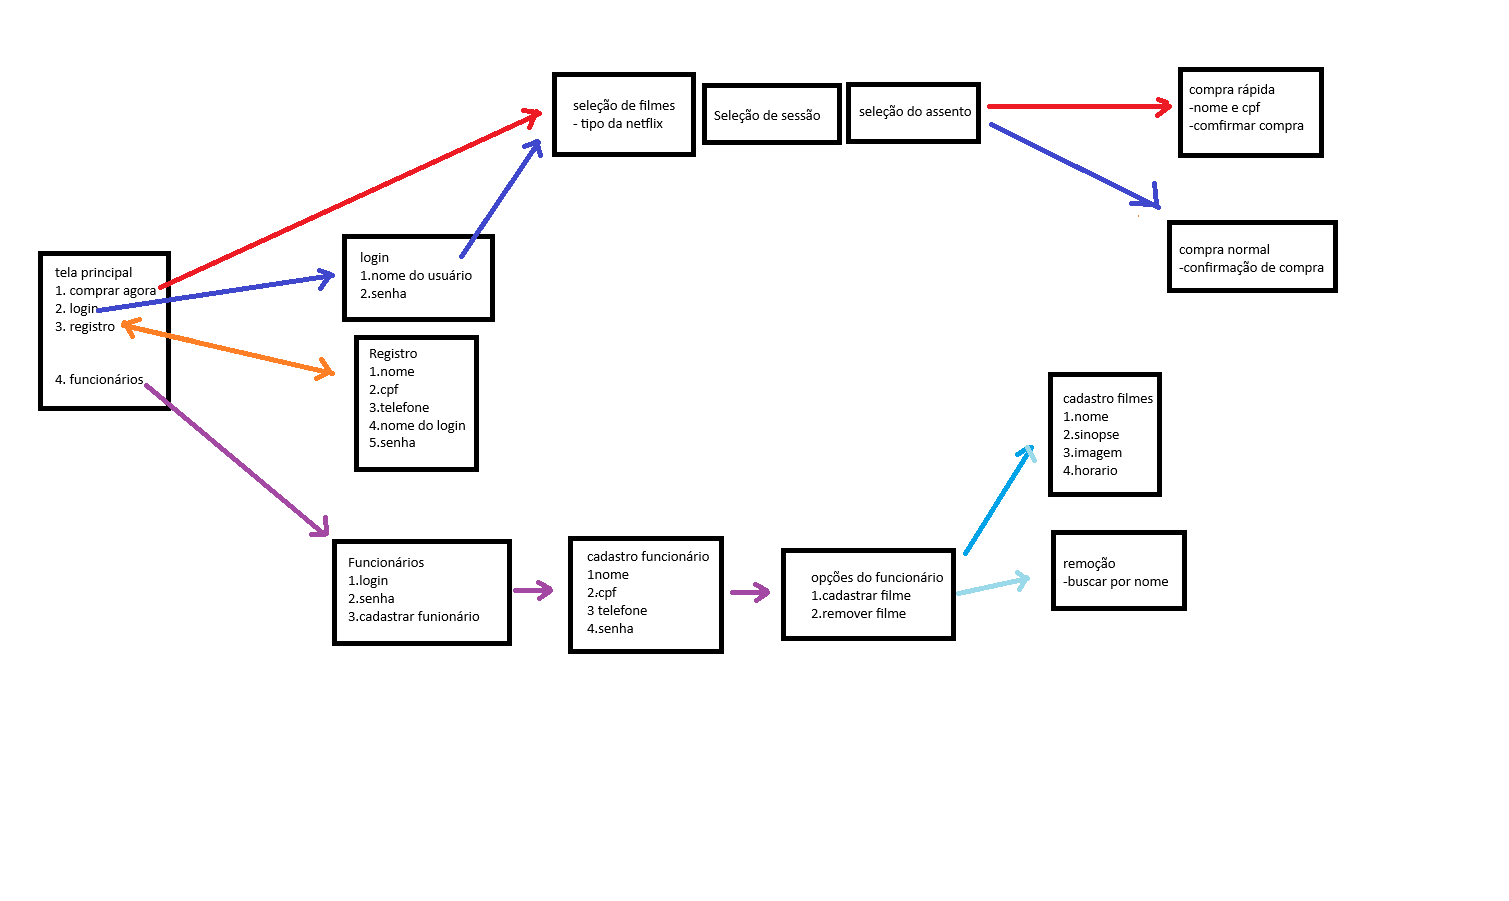 seleção de filmes
- tipo da netflix
Seleção de sessão
seleção do assento
compra rápida
-nome e cpf
-comfirmar compra
compra normal
-confirmação de compra
tela principal
1. comprar agora
2. login
3. registro
4. funcionários
login
1.nome do usuário
2.senha
Registro
1.nome
2.cpf
3.telefone
4.nome do login
5.senha
cadastro filmes
1.nome
2.sinopse
3.imagem
4.horario
Funcionários
1.login
2.senha
3.cadastrar funionário
cadastro funcionário
1nome
2.cpf
3 telefone
4.senha
opções do funcionário
1.cadastrar filme
2.remover filme
remoção
-buscar por nome